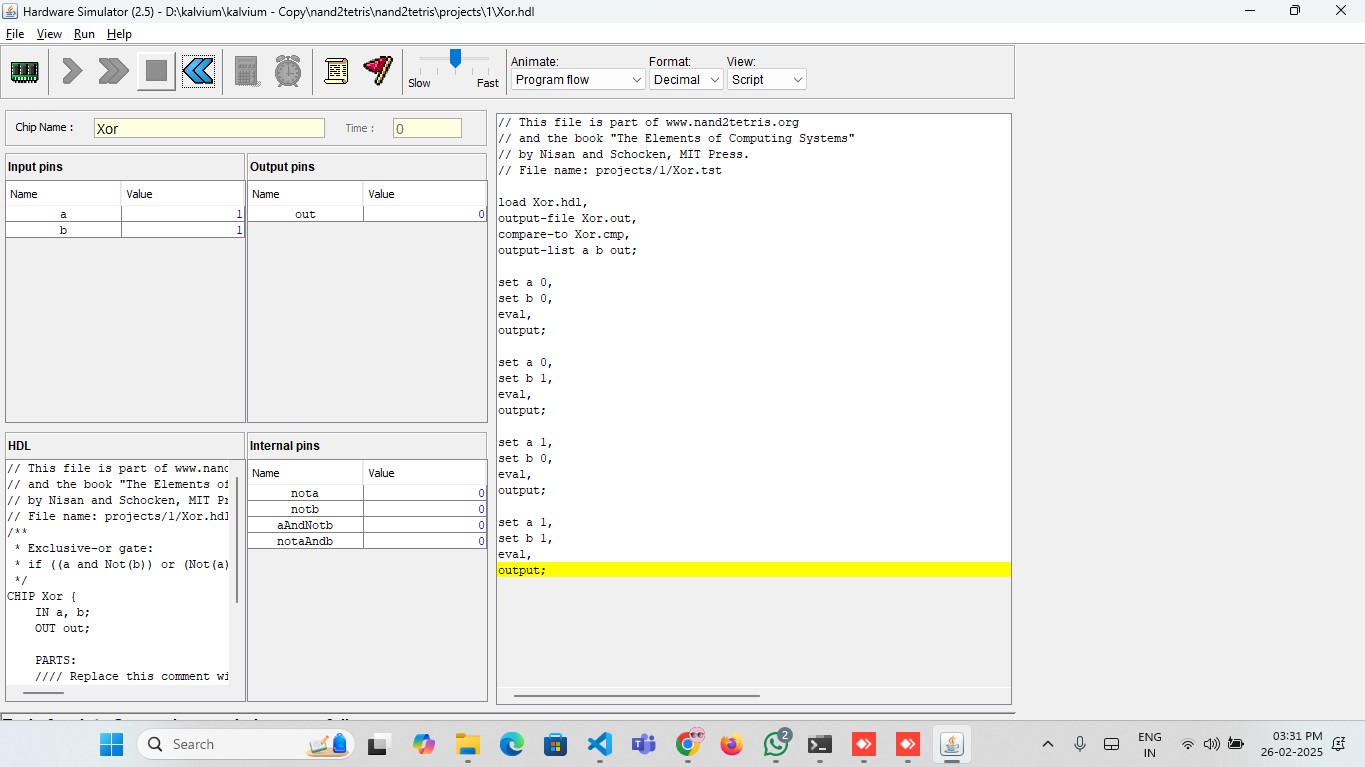 Hardware Simulator (2.5) - D:\kalvium\kalvium - Copy\nand2tetris\nand2tetris\projects\1\Xor.hdl
File View Run Help
Slow Fast
Animate:
Program flow
Format:
Decimal
View:
Script
Chip Name :
Xor
Time :
0
Input pins
Name Value
a 1
b 1
Output pins
Name Value
out 0
HDL
// This file is part of www.nand
// and the book "The Elements of
// by Nisan and Schocken, MIT Pr
// File name: projects/1/Xor.hdl
/**
* Exclusive-or gate:
* if ((a and Not(b)) or (Not(a)
*/
CHIP Xor {
IN a, b;
OUT out;
PARTS:
//// Replace this comment wi
Internal pins
Name Value
nota 0
notb 0
aAndNotb 0
notaAndb 0
// This file is part of www.nand2tetris.org
// and the book "The Elements of Computing Systems"
// by Nisan and Schocken, MIT Press.
// File name: projects/1/Xor.tst
load Xor.hdl,
output-file Xor.out,
compare-to Xor.cmp,
output-list a b out;
set a 0,
set b 0,
eval,
output;
set a 0,
set b 1,
eval,
output;
set a 1,
set b 0,
eval,
output;
set a 1,
set b 1,
eval,
output;
Search
2
ENG
IN
03:31 PM
26-02-2025